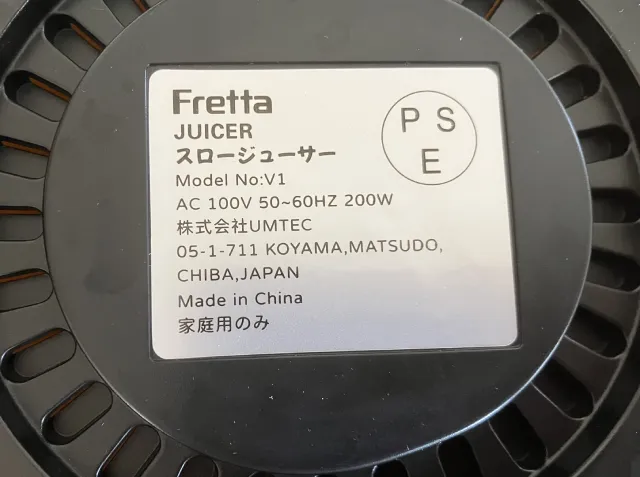 Fretta
JUICER
スロージューサー
Model No:V1
AC 100V 50~60HZ 200W
株式会社UMTEC
05-1-711 KOYAMA,MATSUDO,
CHIBA,JAPAN
Made in China
家庭用のみ
P S
E